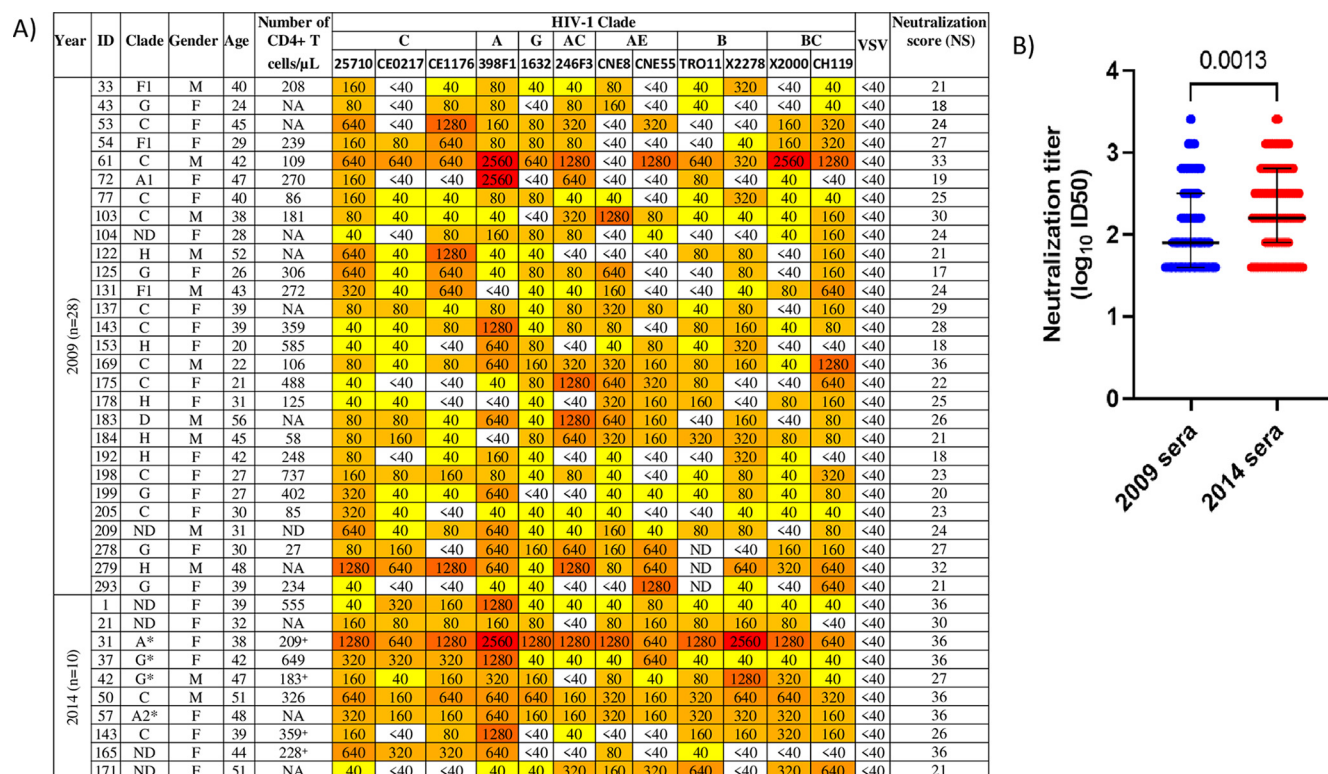 A)
Year ID Clade Gender Age Number of CD4+ T cells/µL HIV-1 Clade VSV Neutralization score (NS)
C A G AC AE B BC
25710 CE0217 CE1176 398F1 1632 246F3 CNE8 CNE55 TRO11 X2278 X2000 CH119
2009 (n=28)
33 F1 M 40 208 160 <40 40 80 40 40 80 <40 40 320 <40 40 <40 21
43 G F 24 NA 80 <40 80 80 <40 80 160 <40 40 <40 <40 40 <40 18
53 C F 45 NA 640 <40 1280 160 80 320 <40 320 <40 <40 160 320 <40 24
54 F1 F 29 239 160 80 640 80 80 80 <40 <40 <40 40 160 320 <40 27
61 C M 42 109 640 640 640 2560 640 1280 <40 1280 640 320 2560 1280 <40 33
72 A1 F 47 270 160 <40 <40 2560 <40 640 <40 <40 80 <40 40 <40 <40 19
77 C F 40 86 160 40 40 80 80 40 40 <40 40 320 40 40 <40 25
103 C M 38 181 80 40 40 40 <40 320 1280 80 40 40 40 160 <40 30
104 ND F 28 NA 40 <40 80 160 80 80 <40 40 <40 <40 40 160 <40 24
122 H M 52 NA 640 40 1280 40 40 <40 <40 <40 80 80 <40 160 <40 21
125 G F 26 306 640 40 640 40 80 80 640 <40 <40 80 <40 160 <40 17
131 F1 M 43 272 320 40 640 <40 40 40 160 <40 <40 40 80 640 <40 24
137 C F 39 NA 80 80 40 80 40 80 320 80 40 80 <40 160 <40 29
143 C F 39 359 40 40 80 1280 40 80 80 <40 80 160 40 80 <40 28
153 H F 20 585 40 40 <40 640 80 <40 40 80 40 320 <40 <40 <40 18
169 C M 22 106 80 40 80 640 160 320 320 160 80 160 40 1280 <40 36
175 C F 21 488 40 <40 <40 40 80 1280 640 320 80 <40 <40 640 <40 22
178 H F 31 125 40 40 <40 <40 40 <40 320 160 160 <40 80 160 <40 25
183 D M 56 NA 80 80 40 640 40 1280 640 160 <40 160 <40 80 <40 26
184 H M 45 58 80 160 40 <40 80 640 320 160 320 320 80 80 <40 21
192 H F 42 248 80 <40 40 160 40 <40 40 <40 <40 320 40 <40 <40 18
198 C F 27 737 160 80 160 80 40 80 40 <40 40 80 40 320 <40 23
199 G F 27 402 320 40 40 640 <40 <40 40 40 40 80 40 80 <40 20
205 C F 30 85 320 40 <40 40 40 40 40 <40 <40 40 40 40 <40 23
209 ND M 31 ND 640 40 80 640 40 40 160 40 80 80 <40 80 <40 24
278 G F 30 27 80 160 <40 640 160 640 160 640 ND <40 160 160 <40 27
279 H M 48 NA 1280 640 1280 640 40 1280 80 640 ND 640 320 640 <40 32
293 G F 39 234 40 <40 <40 40 40 <40 <40 1280 ND 40 <40 640 <40 21
2014 (n=10)
1 ND F 39 555 40 320 160 1280 40 40 40 80 40 40 40 40 <40 36
21 ND F 32 NA 160 80 80 160 80 <40 80 80 160 80 80 <40 <40 30
31 A* F 38 209+ 1280 640 1280 2560 1280 1280 1280 640 1280 2560 1280 640 <40 36
37 G* F 42 649 320 320 320 1280 40 40 40 640 40 40 40 40 <40 36
42 G* M 47 183+ 160 40 160 320 160 <40 80 40 80 1280 320 40 <40 27
50 C M 51 326 640 160 640 640 640 160 320 160 320 640 640 320 <40 36
57 A2* F 48 NA 320 160 160 640 160 160 320 160 320 320 320 160 <40 36
143 C F 39 359+ 160 <40 80 1280 <40 40 <40 <40 160 160 320 160 <40 26
165 ND F 44 228+ 640 320 320 640 <40 <40 80 <40 40 <40 <40 <40 <40 36
171 ND F 51 NA 40 <40 <40 40 40 320 160 320 640 <40 320 640 <40 21
B)
0.0013
Neutralization titer
(log10 ID50)
4
3
2
1
0
2009 sera
2014 sera